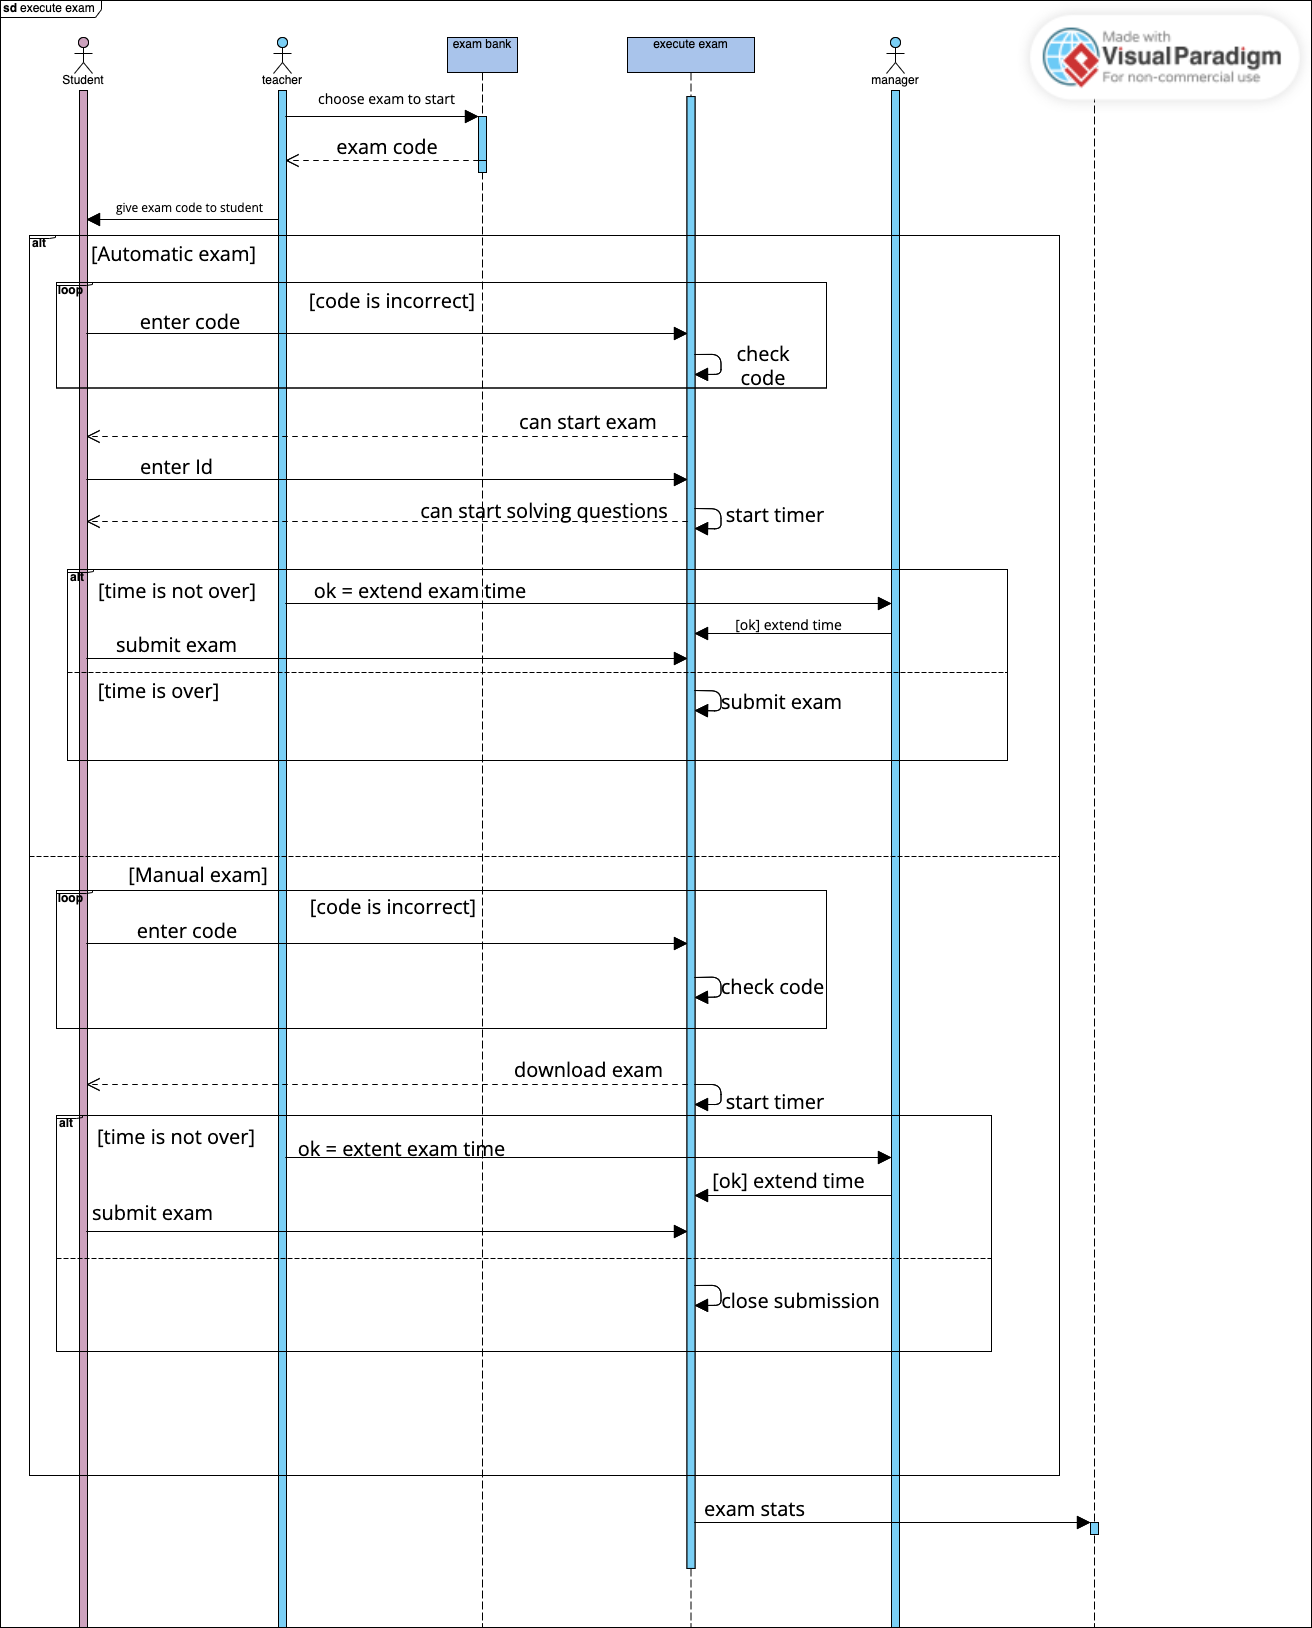 sd execute exam
Made with
Visual Paradigm
For non-commercial use
exam bank
execute exam
Student
teacher
manager
choose exam to start
exam code
give exam code to student
alt
[Automatic exam]
loop
[code is incorrect]
enter code
check
code
can start exam
enter Id
can start solving questions
start timer
alt
[time is not over]
ok = extend exam time
[ok] extend time
submit exam
[time is over]
submit exam
[Manual exam]
loop
[code is incorrect]
enter code
check code
download exam
start timer
alt
[time is not over]
ok = extent exam time
[ok] extend time
submit exam
close submission
exam stats